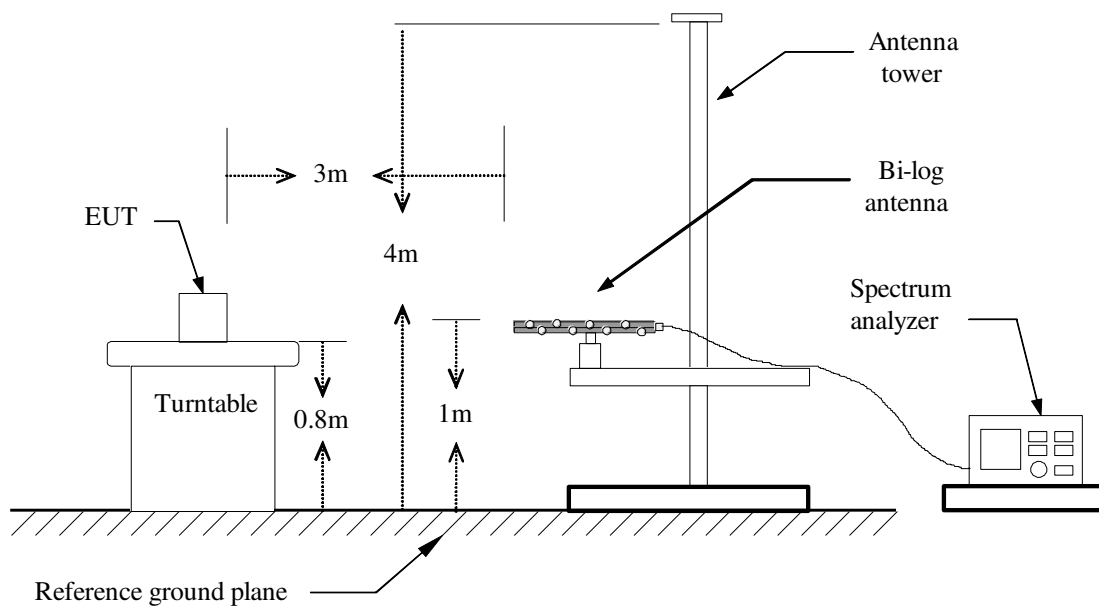 Antenna
tower
3m
Bi-log
antenna
EUT
4m
Spectrum
analyzer
Turntable
0.8m
1m
Reference ground plane